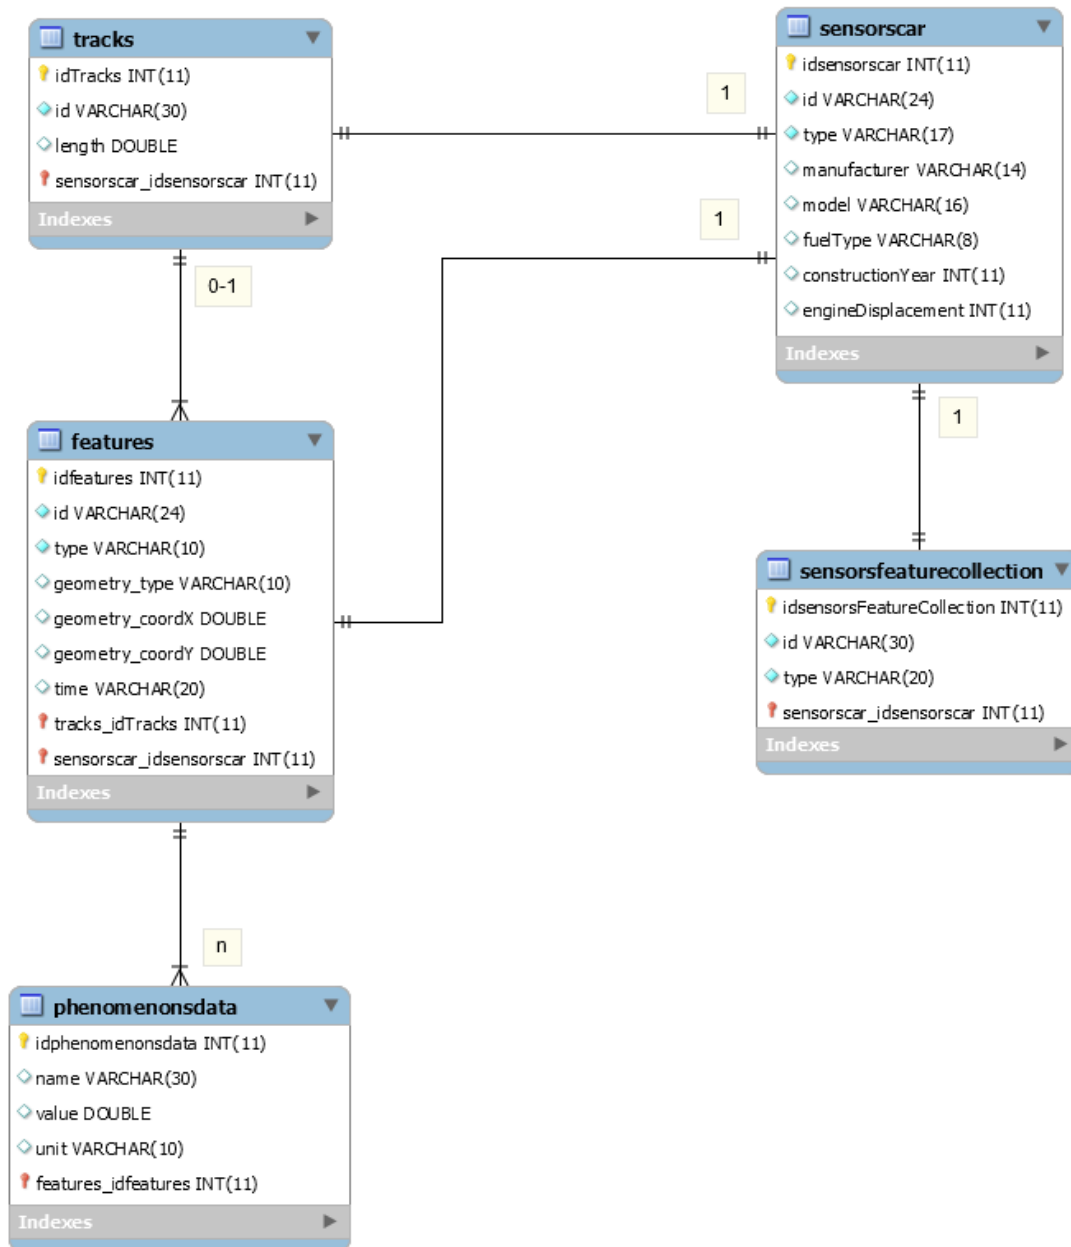 tracks
idTracks INT(11)
id VARCHAR(30)
length DOUBLE
sensorscar_idsensorscar INT(11)
Indexes
1
sensorscar
idsensorscar INT(11)
id VARCHAR(24)
type VARCHAR(17)
manufacturer VARCHAR(14)
model VARCHAR(16)
fuelType VARCHAR(8)
constructionYear INT(11)
engineDisplacement INT(11)
Indexes
1
0-1
1
features
idfeatures INT(11)
id VARCHAR(24)
type VARCHAR(10)
geometry_type VARCHAR(10)
geometry_coordX DOUBLE
geometry_coordY DOUBLE
time VARCHAR(20)
tracks_idTracks INT(11)
sensorscar_idsensorscar INT(11)
Indexes
sensorsfeaturecollection
idsensorsFeatureCollection INT(11)
id VARCHAR(30)
type VARCHAR(20)
sensorscar_idsensorscar INT(11)
Indexes
n
phenomenonsdata
idphenomenonsdata INT(11)
name VARCHAR(30)
value DOUBLE
unit VARCHAR(10)
features_idfeatures INT(11)
Indexes